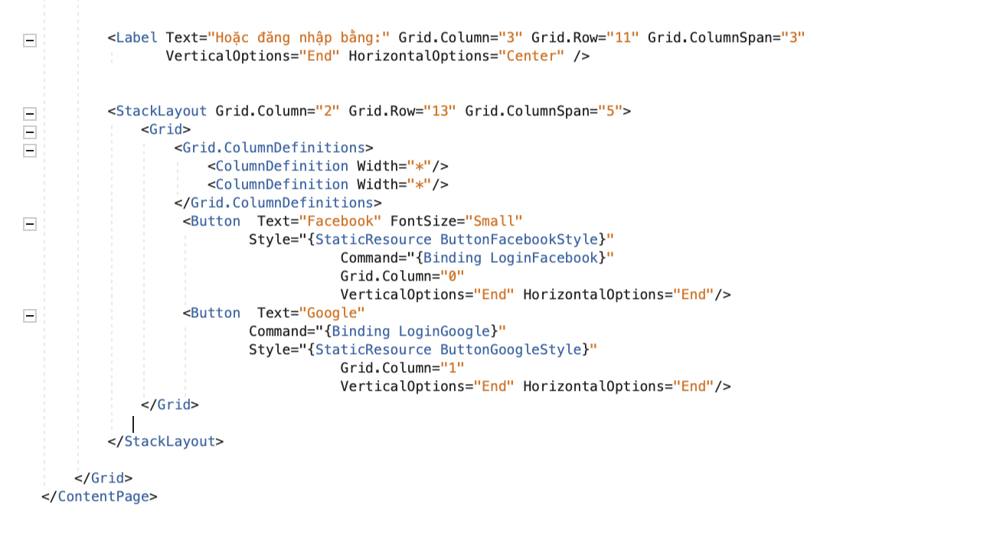 <Label Text="Hoặc đăng nhập bằng:" Grid.Column="3" Grid.Row="11" Grid.ColumnSpan="3"
VerticalOptions="End" HorizontalOptions="Center" />
<StackLayout Grid.Column="2" Grid.Row="13" Grid.ColumnSpan="5">
<Grid>
<Grid.ColumnDefinitions>
<ColumnDefinition Width="*"/>
<ColumnDefinition Width="*"/>
</Grid.ColumnDefinitions>
<Button  Text="Facebook" FontSize="Small"
Style="{StaticResource ButtonFacebookStyle}"
Command="{Binding LoginFacebook}"
Grid.Column="0"
VerticalOptions="End" HorizontalOptions="End"/>
<Button  Text="Google"
Command="{Binding LoginGoogle}"
Style="{StaticResource ButtonGoogleStyle}"
Grid.Column="1"
VerticalOptions="End" HorizontalOptions="End"/>
</Grid>
</StackLayout>
</Grid>
</ContentPage>